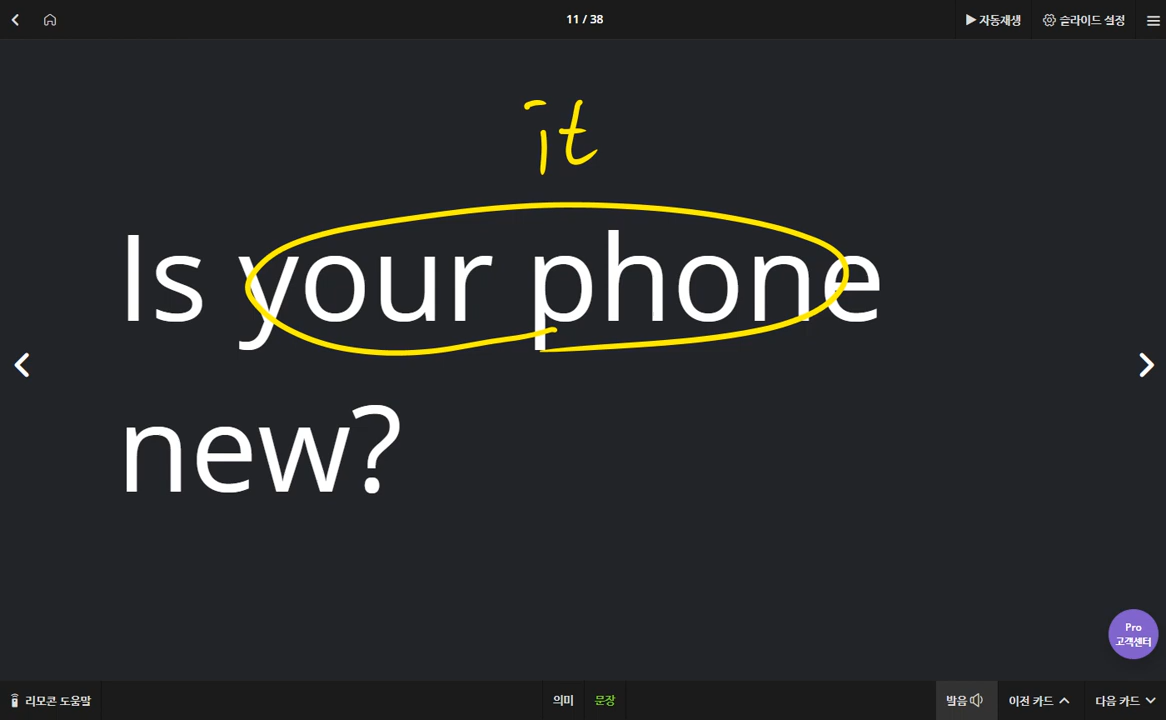 11 / 38
자동재생
슬라이드 설정
it
Is your phone
new?
Pro
고객센터
리모콘 도움말
의미
문장
발음
이전 카드
다음 카드